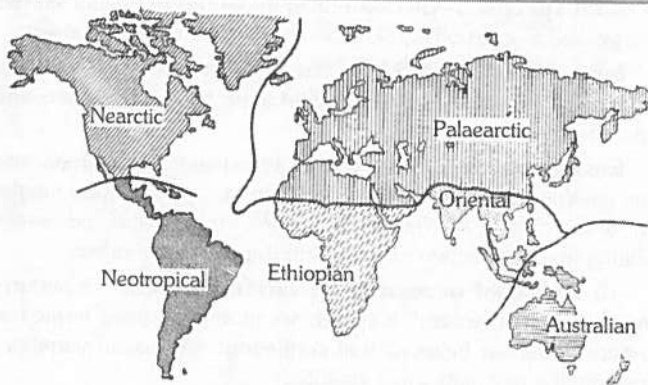 Nearctic
Palaearctic
Oriental
Neotropical
Ethiopian
Australian